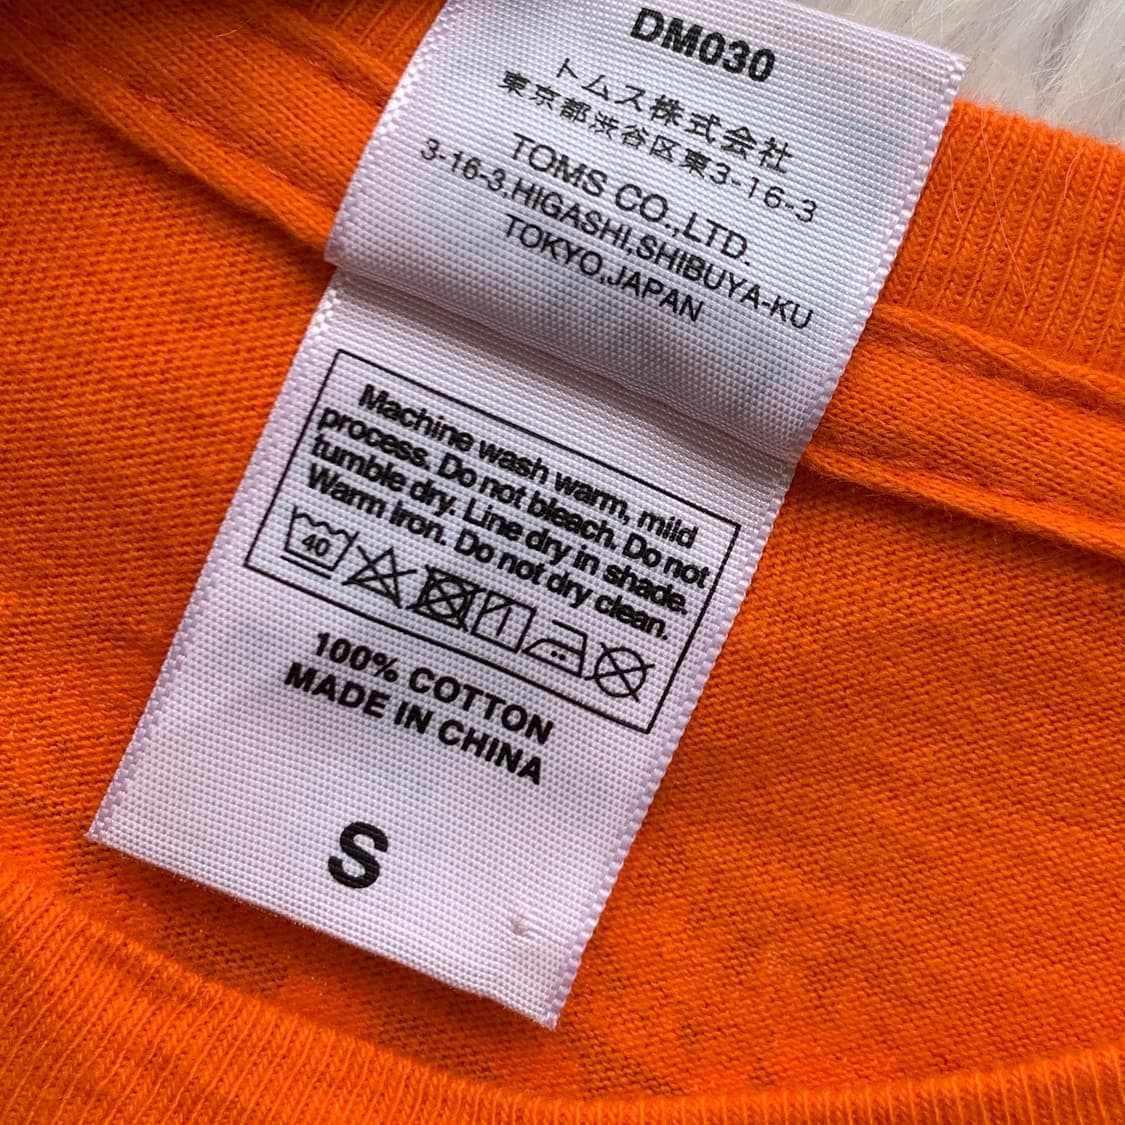 DM030
トムス株式会社
東京都渋谷区東3-16-3
TOMS CO.,LTD.
3-16-3.HIGASHI,SHIBUYA-KU
TOKYO,JAPAN
Machine wash warm, mild
process. Do not bleach. Do not
tumble dry. Line dry in shade.
Warm Iron. Do not dry clean.
40
100% COTTON
MADE IN CHINA
S